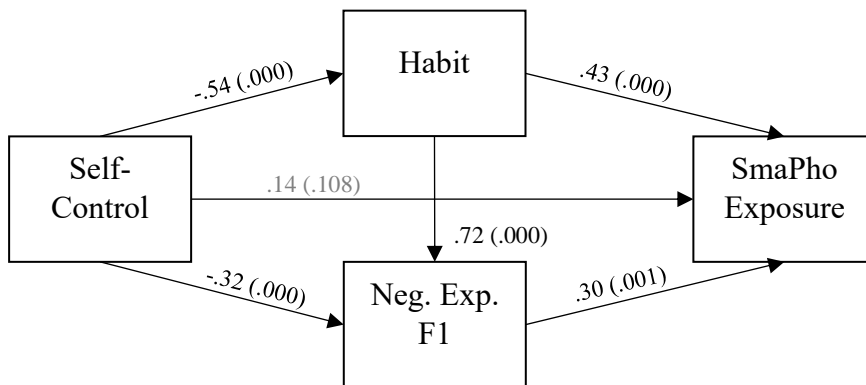 Habit
-.54 (.000)
.43 (.000)
Self-
Control
SmaPho
Exposure
.14 (.108)
.72 (.000)
-.32 (.000)
Neg. Exp.
F1
.30 (.001)